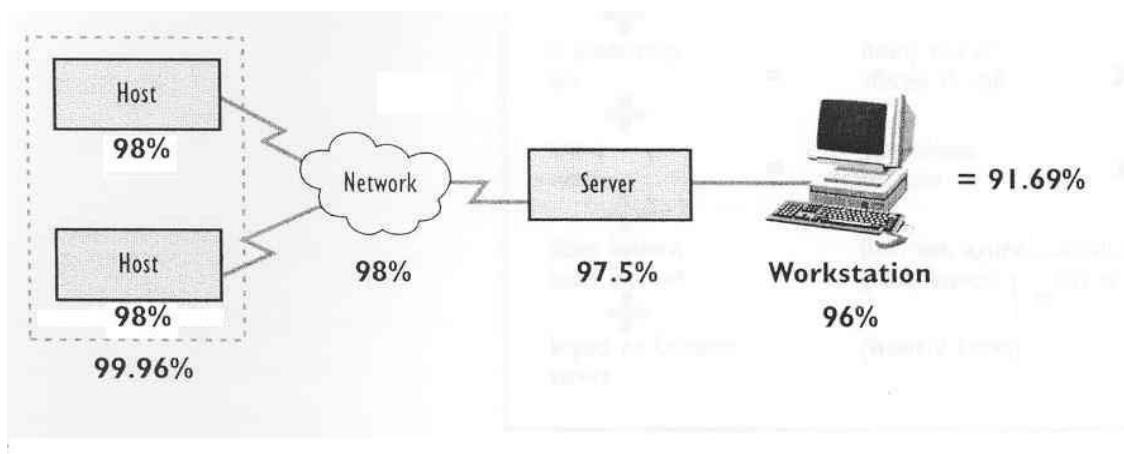 Host
98%
Host
98%
99.96%
Network
98%
Server
97.5%
Workstation
96%
= 91.69%